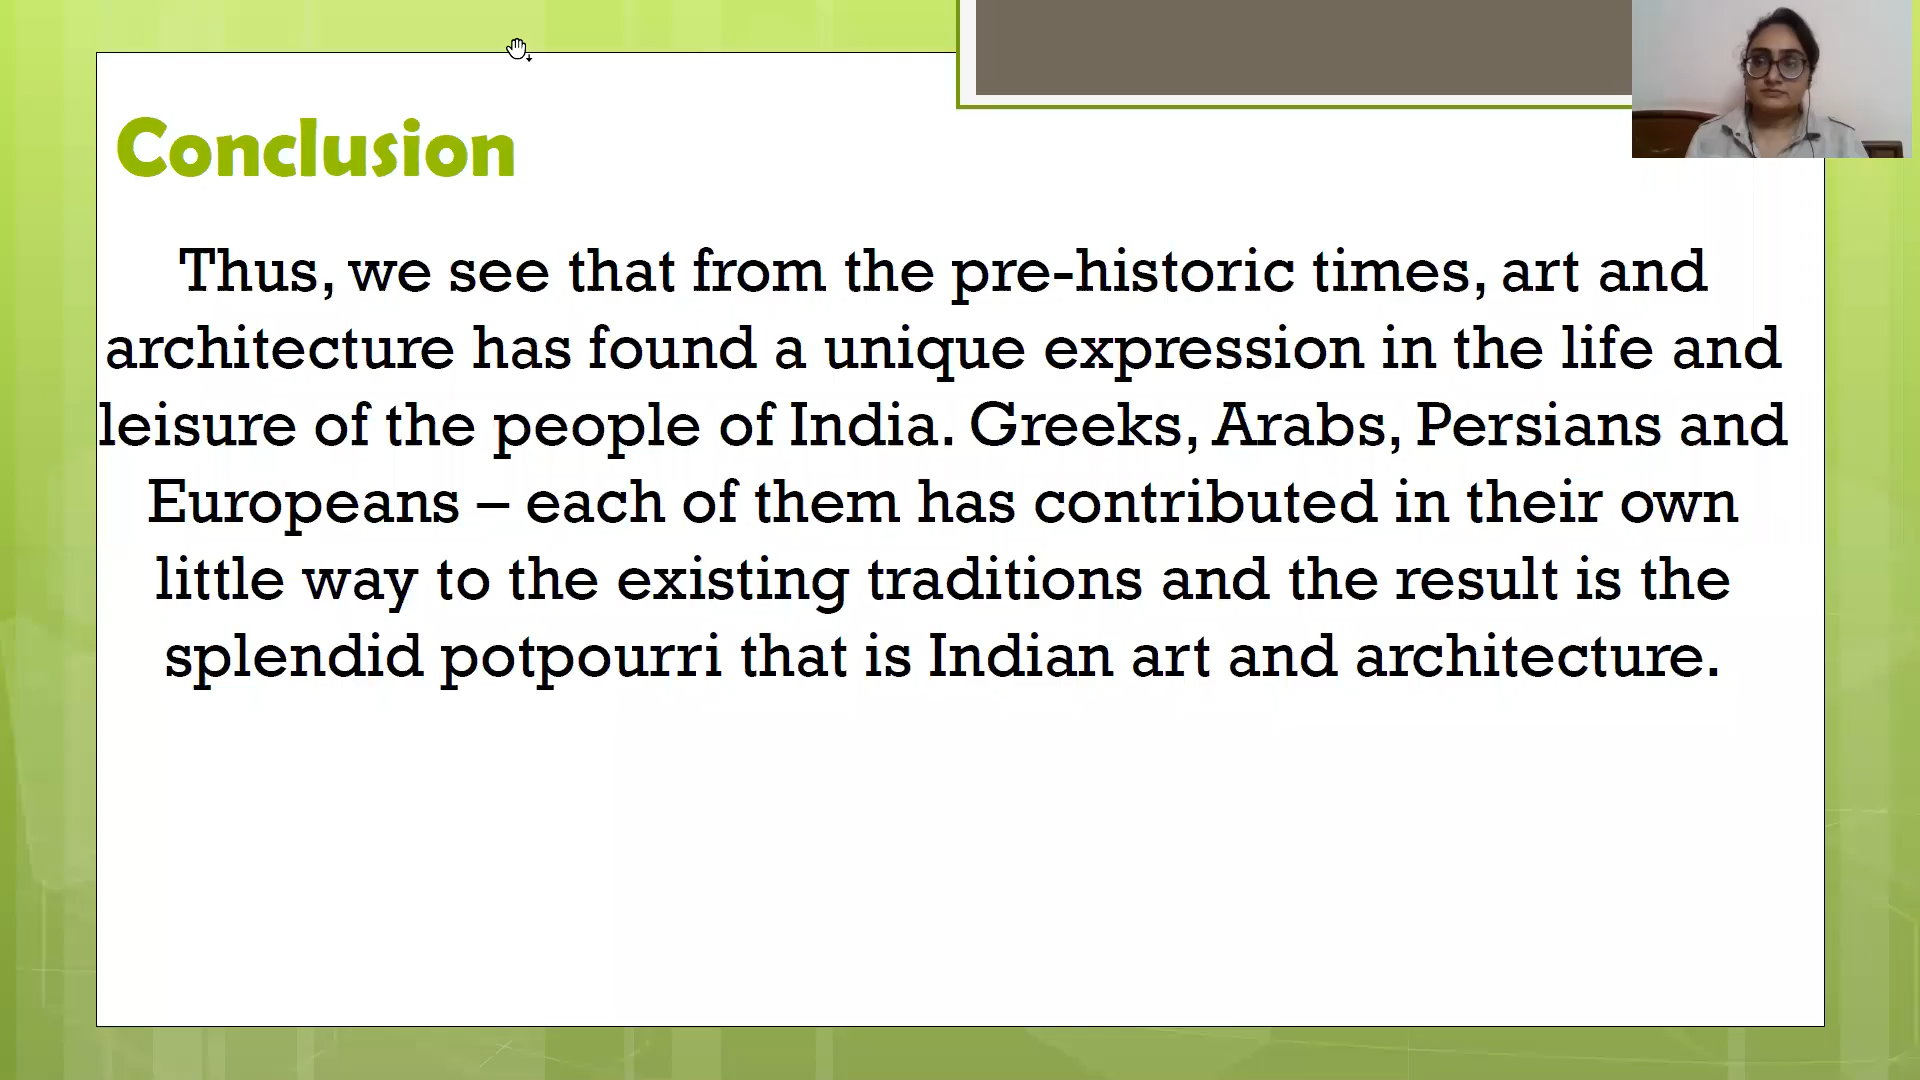 Conclusion
Thus, we see that from the pre-historic times, art and
architecture has found a unique expression in the life and
leisure of the people of India. Greeks, Arabs, Persians and
Europeans – each of them has contributed in their own
little way to the existing traditions and the result is the
splendid potpourri that is Indian art and architecture.